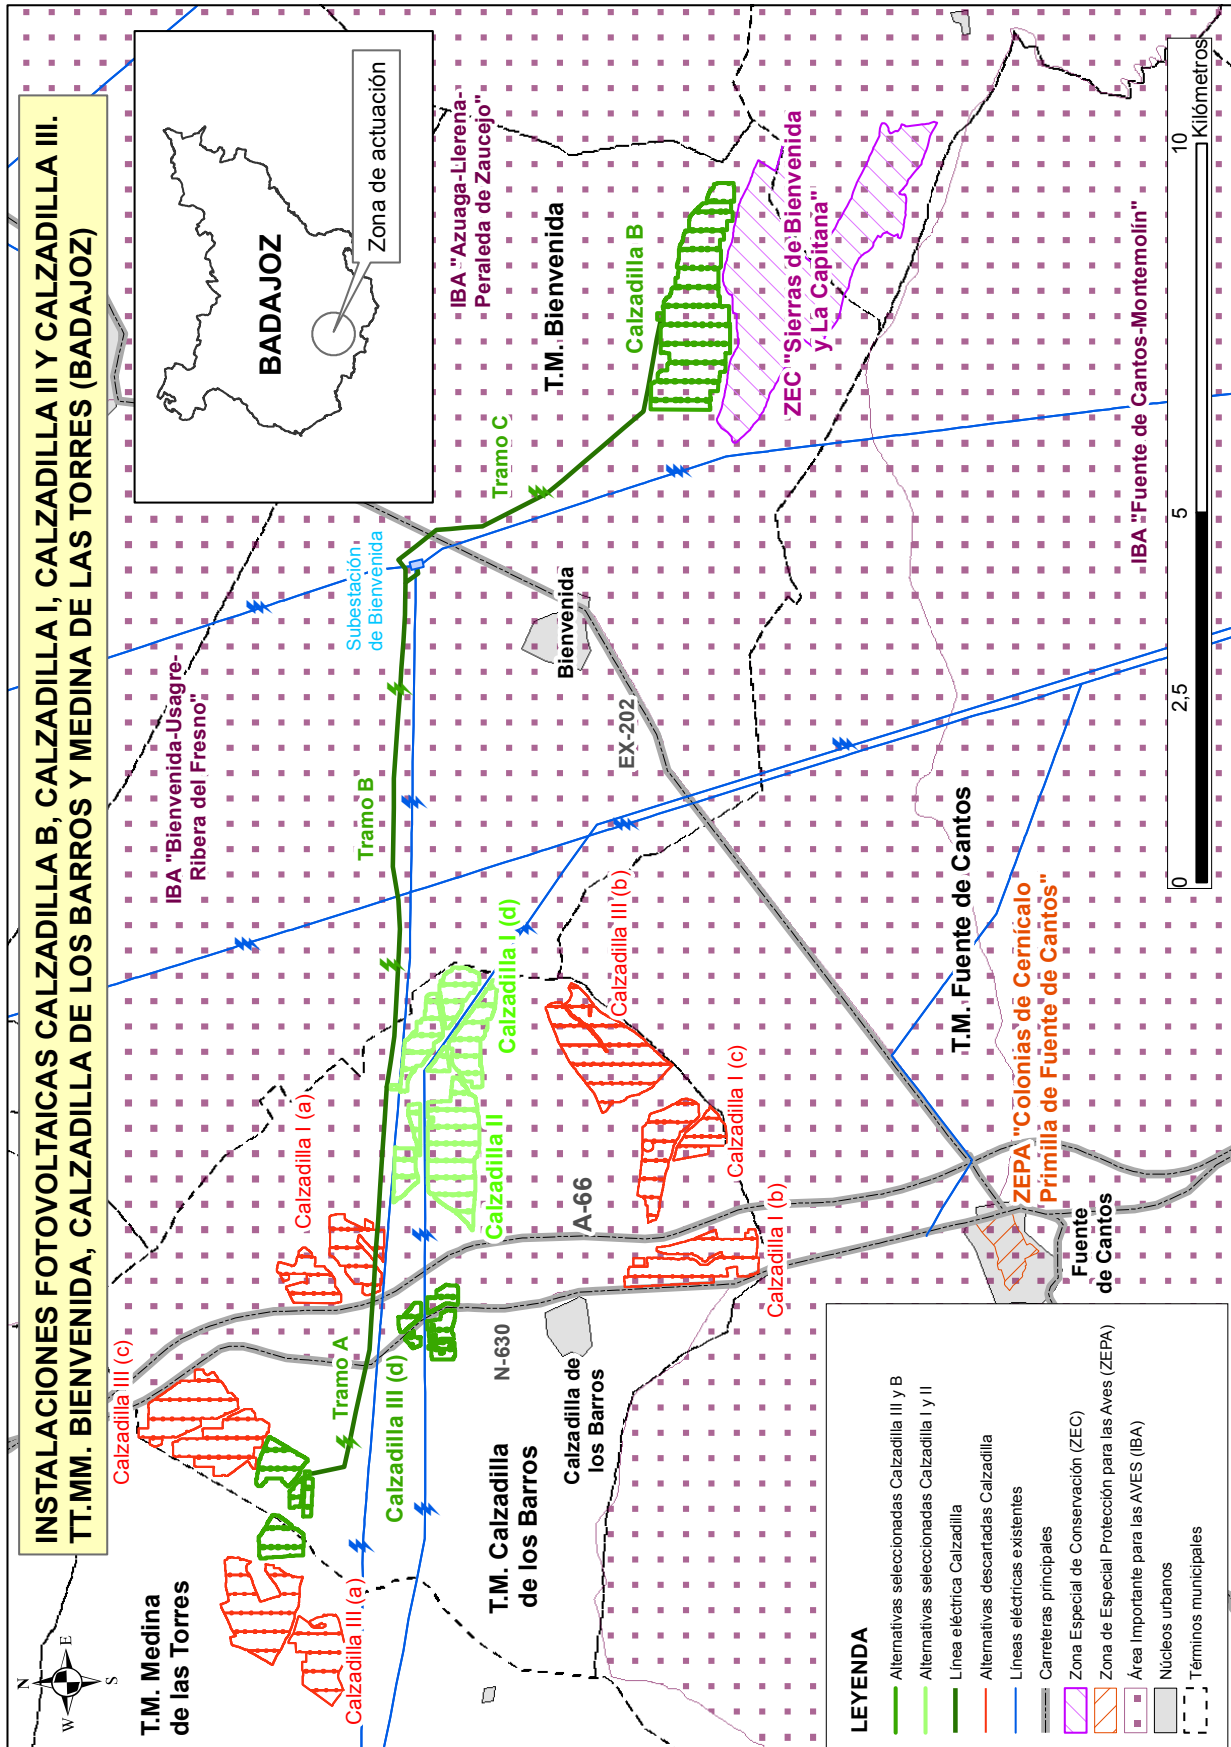 INSTALACIONES FOTOVOLTAICAS CALZADILLA B, CALZADILLA I, CALZADILLA II Y CALZADILLA III.
TT.MM. BIENVENIDA, CALZADILLA DE LOS BARROS Y MEDINA DE LAS TORRES (BADAJOZ)
N
W
E
S
BADAJOZ
Zona de actuación
T.M. Medina
de las Torres
Calzadilla III (c)
IBA "Bienvenida-Usagre-
Ribera del Fresno"
IBA "Azuaga-Llerena-
Peraleda de Zaucejo"
Calzadilla I (a)
Subestación
de Bienvenida
Tramo A
Tramo B
Tramo C
Calzadilla III (a)
Calzadilla III (d)
Calzadilla II
Calzadilla I (d)
T.M. Bienvenida
Calzadilla B
T.M. Calzadilla
de los Barros
N-630
A-66
Calzadilla de
los Barros
Bienvenida
EX-202
Calzadilla III (b)
Calzadilla I (c)
Calzadilla I (b)
ZEC "Sierras de Bienvenida
y La Capitana"
T.M. Fuente de Cantos
ZEPA "Colonias de Cernícalo
Primilla de Fuente de Cantos"
Fuente
de Cantos
IBA "Fuente de Cantos-Montemolín"
0
2,5
5
10
Kilómetros
LEYENDA
Alternativas seleccionadas Calzadilla III y B
Alternativas seleccionadas Calzadilla I y II
Línea eléctrica Calzadilla
Alternativas descartadas Calzadilla
Líneas eléctricas existentes
Carreteras principales
Zona Especial de Conservación (ZEC)
Zona de Especial Protección para las Aves (ZEPA)
Área Importante para las AVES (IBA)
Núcleos urbanos
Términos municipales